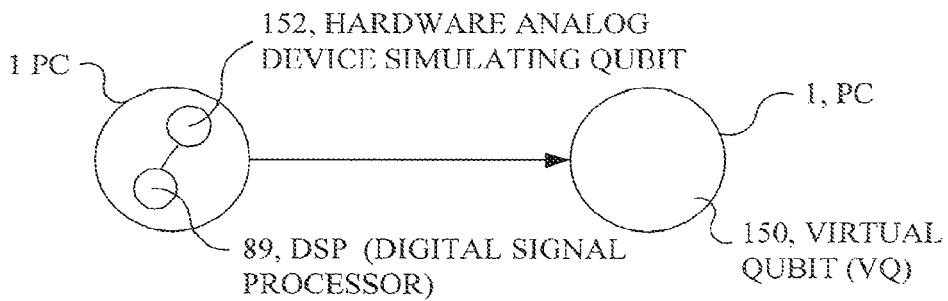 152, HARDWARE ANALOG
DEVICE SIMULATING QUBIT
1 PC
1, PC
89, DSP (DIGITAL SIGNAL
PROCESSOR)
150, VIRTUAL
QUBIT (VQ)